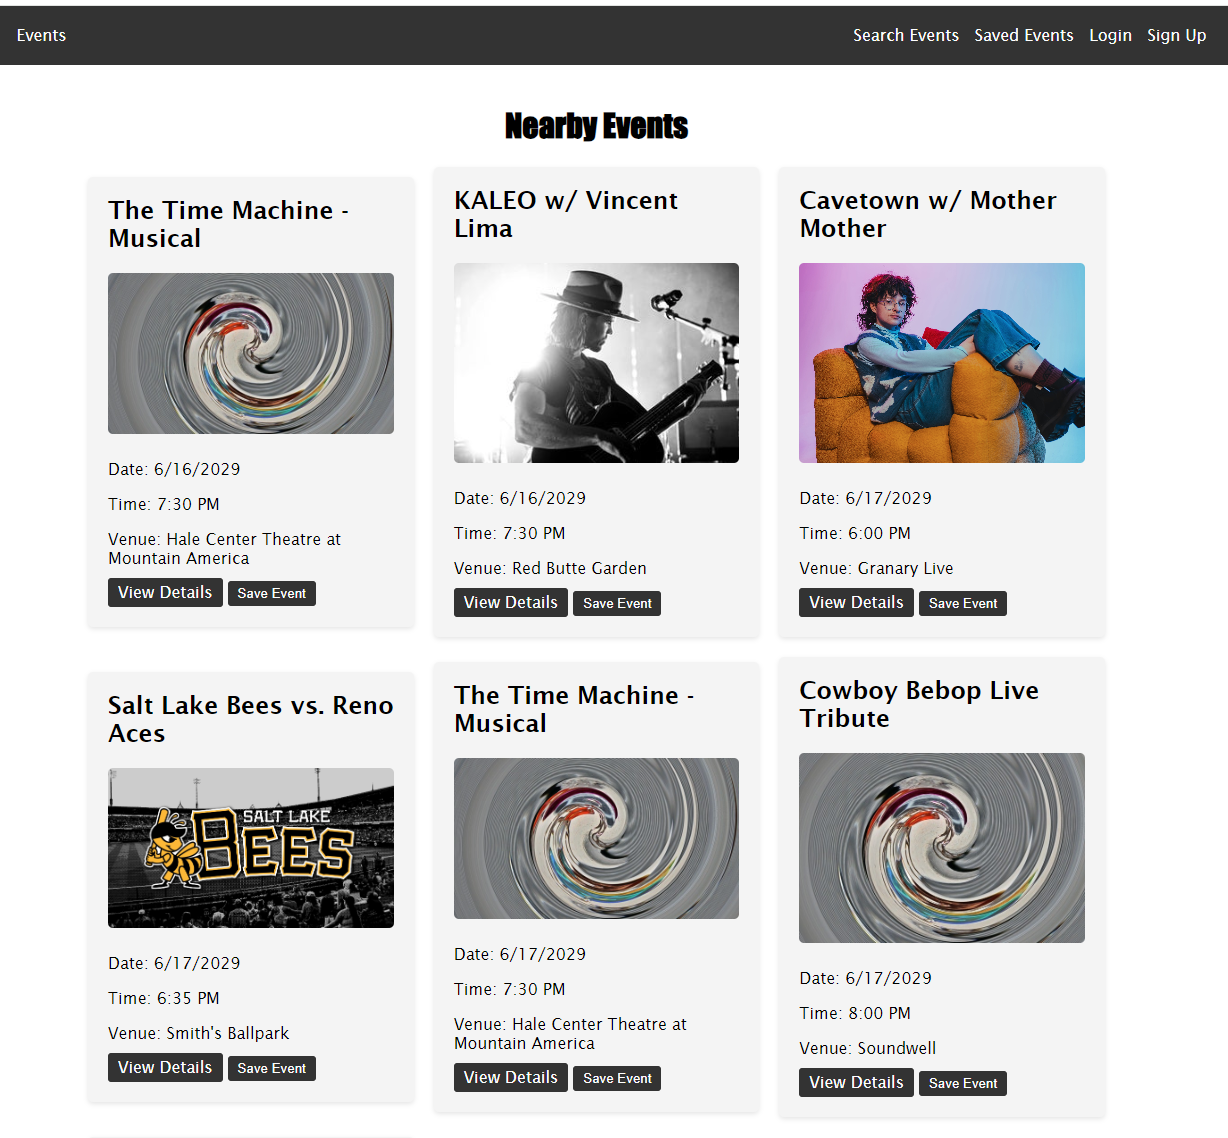 Events
Search Events Saved Events Login Sign Up
Nearby Events
The Time Machine -
Musical
Date: 6/16/2029
Time: 7:30 PM
Venue: Hale Center Theatre at
Mountain America
View Details Save Event
KALEO w/ Vincent
Lima
Date: 6/16/2029
Time: 7:30 PM
Venue: Red Butte Garden
View Details Save Event
Cavetown w/ Mother
Mother
Date: 6/17/2029
Time: 6:00 PM
Venue: Granary Live
View Details Save Event
Salt Lake Bees vs. Reno
Aces
SALT LAKE
BEES
Date: 6/17/2029
Time: 6:35 PM
Venue: Smith's Ballpark
View Details Save Event
The Time Machine -
Musical
Date: 6/17/2029
Time: 7:30 PM
Venue: Hale Center Theatre at
Mountain America
View Details Save Event
Cowboy Bebop Live
Tribute
Date: 6/17/2029
Time: 8:00 PM
Venue: Soundwell
View Details Save Event